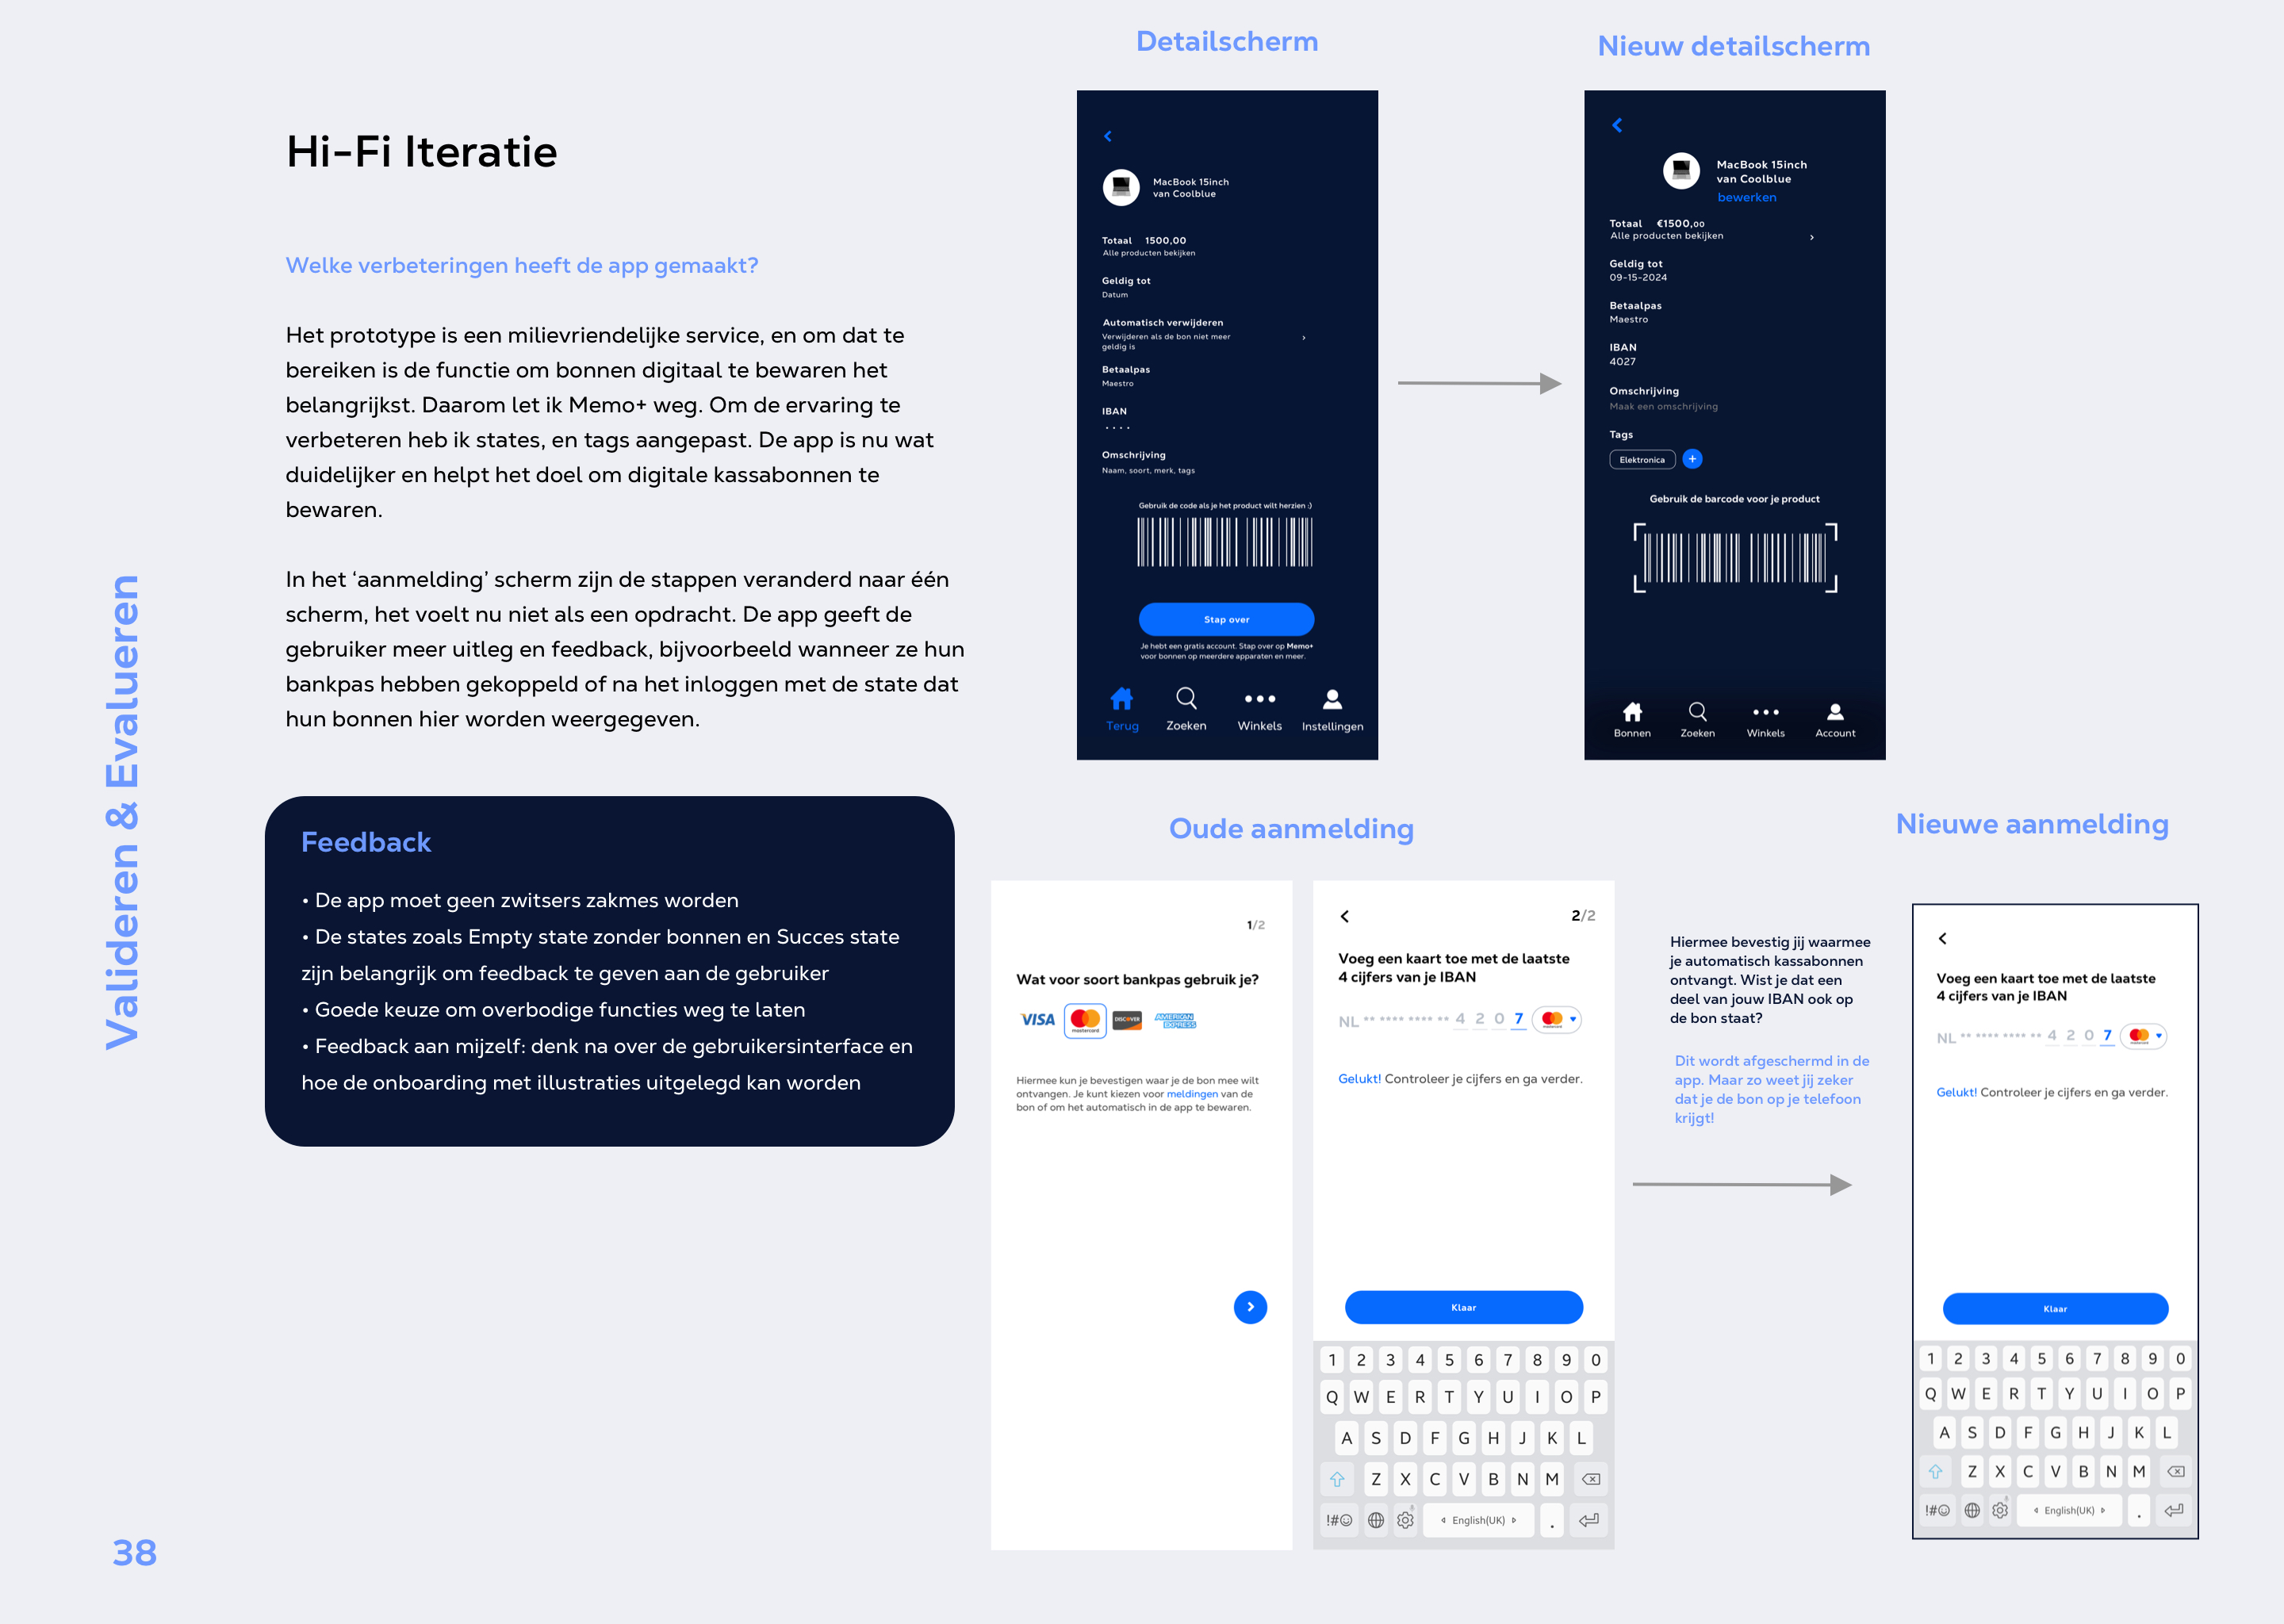 Detailscherm
Nieuw detailscherm
Hi-Fi Iteratie
Welke verbeteringen heeft de app gemaakt?
Het prototype is een milievriendelijke service, en om dat te
bereiken is de functie om bonnen digitaal te bewaren het
belangrijkst. Daarom let ik Memo+ weg. Om de ervaring te
verbeteren heb ik states, en tags aangepast. De app is nu wat
duidelijker en helpt het doel om digitale kassabonnen te
bewaren.
In het ‘aanmelding’ scherm zijn de stappen veranderd naar één
scherm, het voelt nu niet als een opdracht. De app geeft de
gebruiker meer uitleg en feedback, bijvoorbeeld wanneer ze hun
bankpas hebben gekoppeld of na het inloggen met de state dat
hun bonnen hier worden weergegeven.
Valideren & Evalueren
Feedback
• De app moet geen zwitsers zakmes worden
• De states zoals Empty state zonder bonnen en Succes state
zijn belangrijk om feedback te geven aan de gebruiker
• Goede keuze om overbodige functies weg te laten
• Feedback aan mijzelf: denk na over de gebruikersinterface en
hoe de onboarding met illustraties uitgelegd kan worden
38
MacBook 15inch
van Coolblue
Totaal 1500,00
Alle producten bekijken
Geldig tot
Datum
Automatisch verwijderen
Verwijderen als de bon niet meer
geldig is
Betaalpas
Maestro
IBAN
. . . .
Omschrijving
Naam, soort, merk, tags
Gebruik de code als je het product wilt herzien :)
Stap over
Je hebt een gratis account. Stap over op Memo+
voor bonnen op meerdere apparaten en meer.
Terug Zoeken Winkels Instellingen
MacBook 15inch
van Coolblue
bewerken
Totaal €1500,00
Alle producten bekijken
Geldig tot
09-15-2024
Betaalpas
Maestro
IBAN
4027
Omschrijving
Maak een omschrijving
Tags
Elektronica +
Gebruik de barcode voor je product
Bonnen Zoeken Winkels Account
Oude aanmelding
Nieuwe aanmelding
1/2
Wat voor soort bankpas gebruik je?
VISA mastercard DISCOVER AMERICAN EXPRESS
Hiermee kun je bevestigen waar je de bon mee wilt
ontvangen. Je kunt kiezen voor meldingen van de
bon of om het automatisch in de app te bewaren.
2/2
Voeg een kaart toe met de laatste
4 cijfers van je IBAN
NL ** **** **** ** 4 2 0 7 mastercard
Gelukt! Controleer je cijfers en ga verder.
Klaar
1 2 3 4 5 6 7 8 9 0
Q W E R T Y U I O P
A S D F G H J K L
Z X C V B N M
!#☺ English(UK) .
Hiermee bevestig jij waarmee
je automatisch kassabonnen
ontvangt. Wist je dat een
deel van jouw IBAN ook op
de bon staat?
Dit wordt afgeschermd in de
app. Maar zo weet jij zeker
dat je de bon op je telefoon
krijgt!
Voeg een kaart toe met de laatste
4 cijfers van je IBAN
NL ** **** **** ** 4 2 0 7 mastercard
Gelukt! Controleer je cijfers en ga verder.
Klaar
1 2 3 4 5 6 7 8 9 0
Q W E R T Y U I O P
A S D F G H J K L
Z X C V B N M
!#☺ English(UK) .